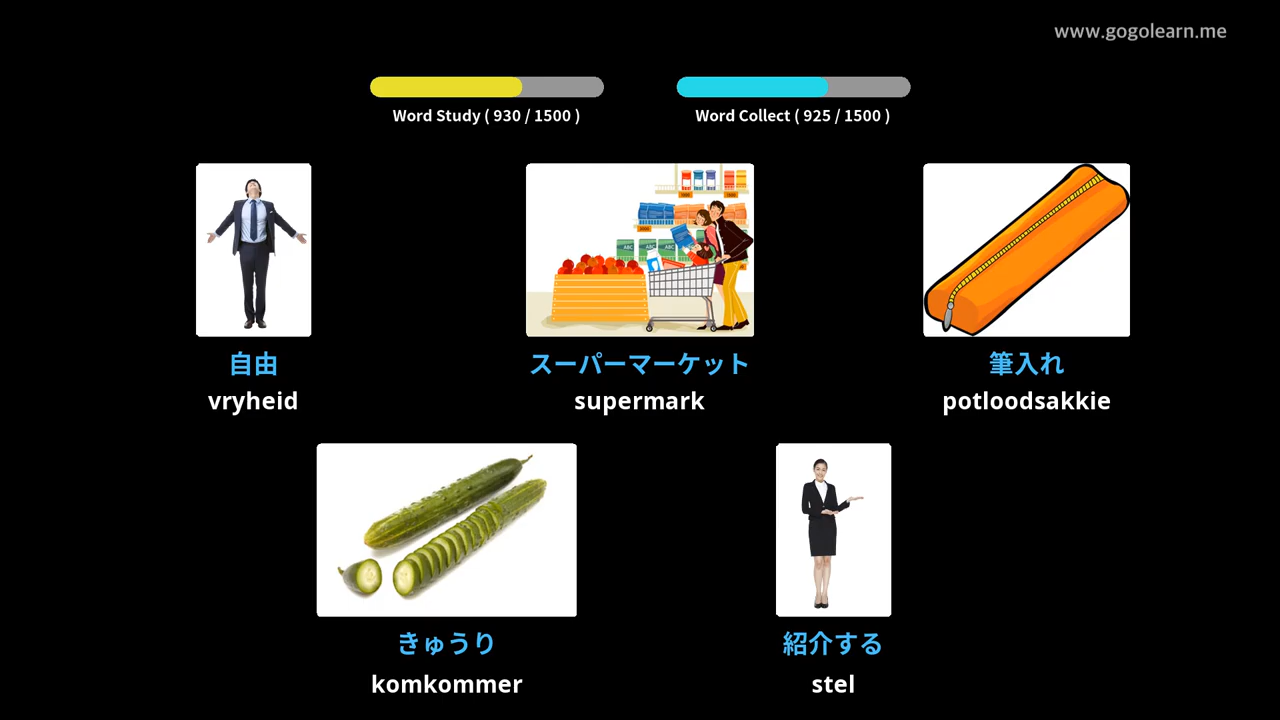 www.gogolearn.me
Word Study ( 930 / 1500 )
Word Collect ( 925 / 1500 )
自由
スーパーマーケット
筆入れ
vryheid
supermark
potloodsakkie
きゅうり
紹介する
komkommer
stel